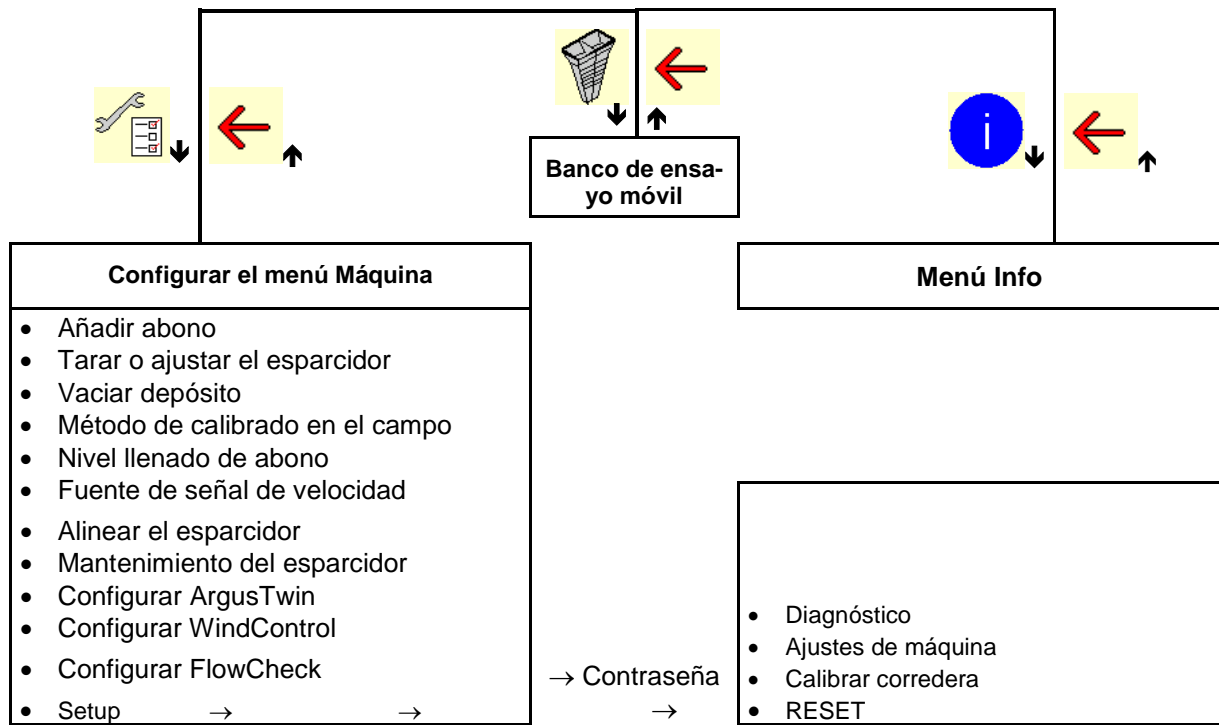 i
Banco de ensa-
yo móvil
Configurar el menú Máquina
Menú Info
• Añadir abono
• Tarar o ajustar el esparcidor
• Vaciar depósito
• Método de calibrado en el campo
• Nivel llenado de abono
• Fuente de señal de velocidad
• Alinear el esparcidor
• Mantenimiento del esparcidor
• Configurar ArgusTwin
• Configurar WindControl
• Configurar FlowCheck
• Setup → →
→ Contraseña
→
• Diagnóstico
• Ajustes de máquina
• Calibrar corredera
• RESET